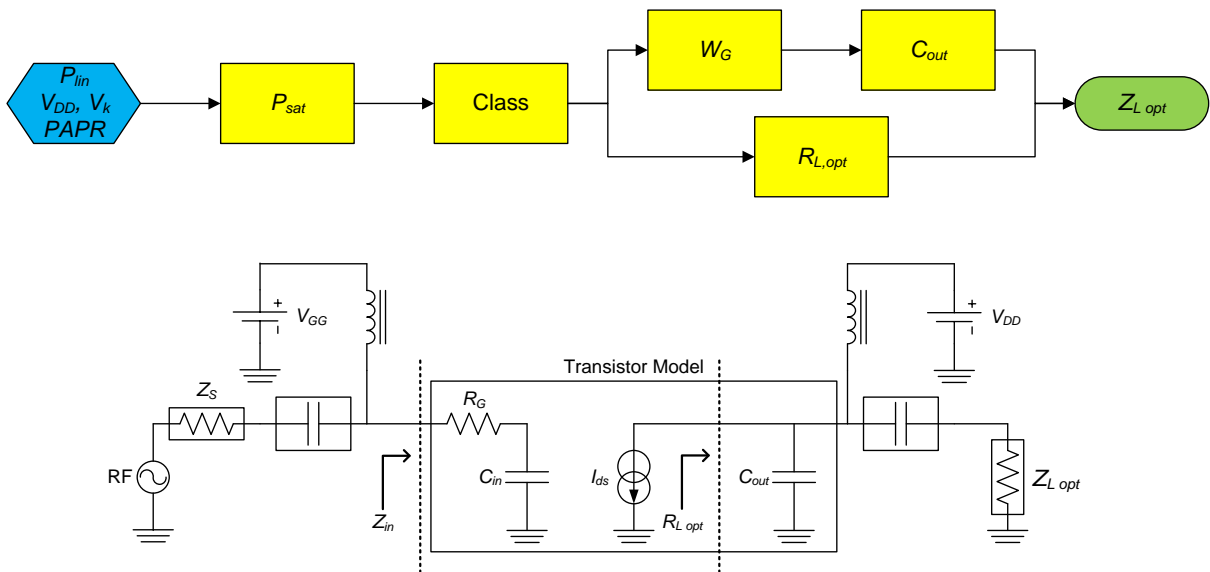 P_lin
V_DD, V_k
PAPR
P_sat
Class
W_G
C_out
R_L,opt
Z_L opt
+
V_GG
+
V_DD
Transistor Model
Z_S
R_G
RF
C_in
I_ds
C_out
Z_L opt
Z_in
R_L opt